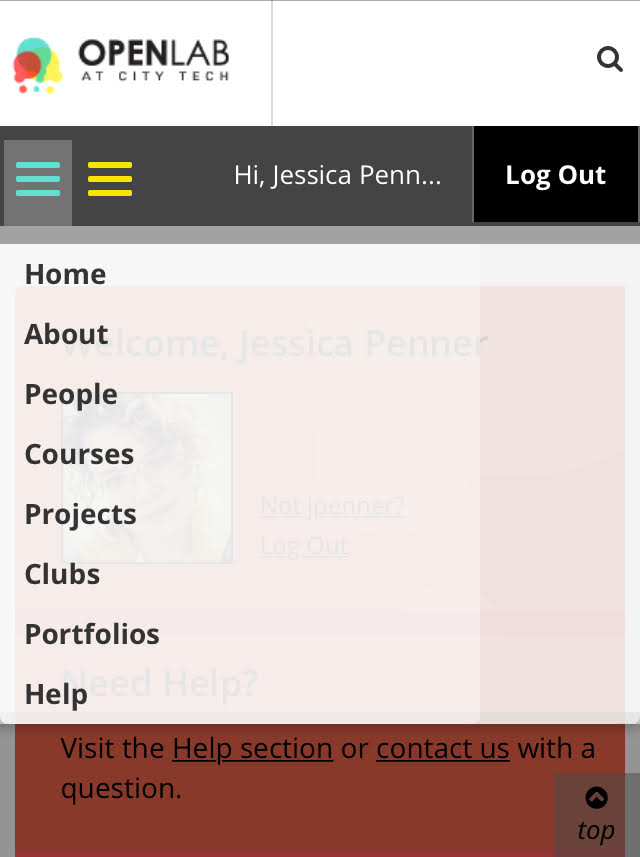 OPENLAB
AT CITY TECH
Hi, Jessica Penn...
Log Out
Home
About
Welcome, Jessica Penner
People
Courses
Not jpenner?
Projects
Log Out
Clubs
Portfolios
Need Help?
Help
Visit the Help section or contact us with a
question.
top